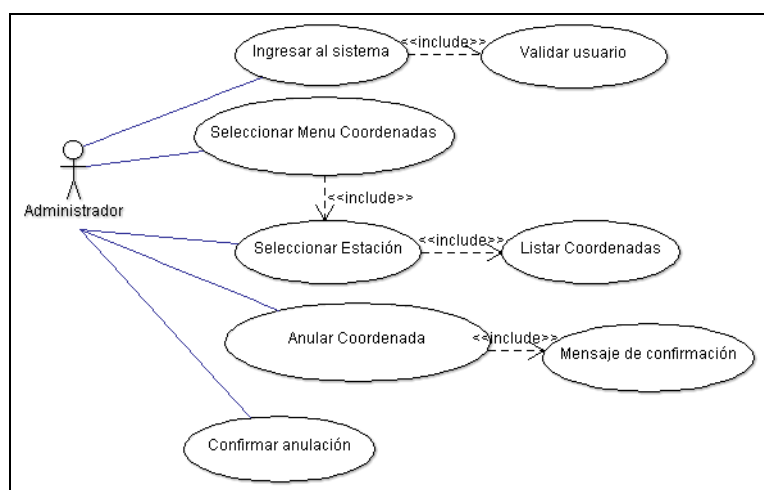 Ingresar al sistema
<<include>>
Validar usuario
Seleccionar Menu Coordenadas
<<include>>
Administrador
Seleccionar Estación
<<include>>
Listar Coordenadas
Anular Coordenada
<<include>>
Mensaje de confirmación
Confirmar anulación